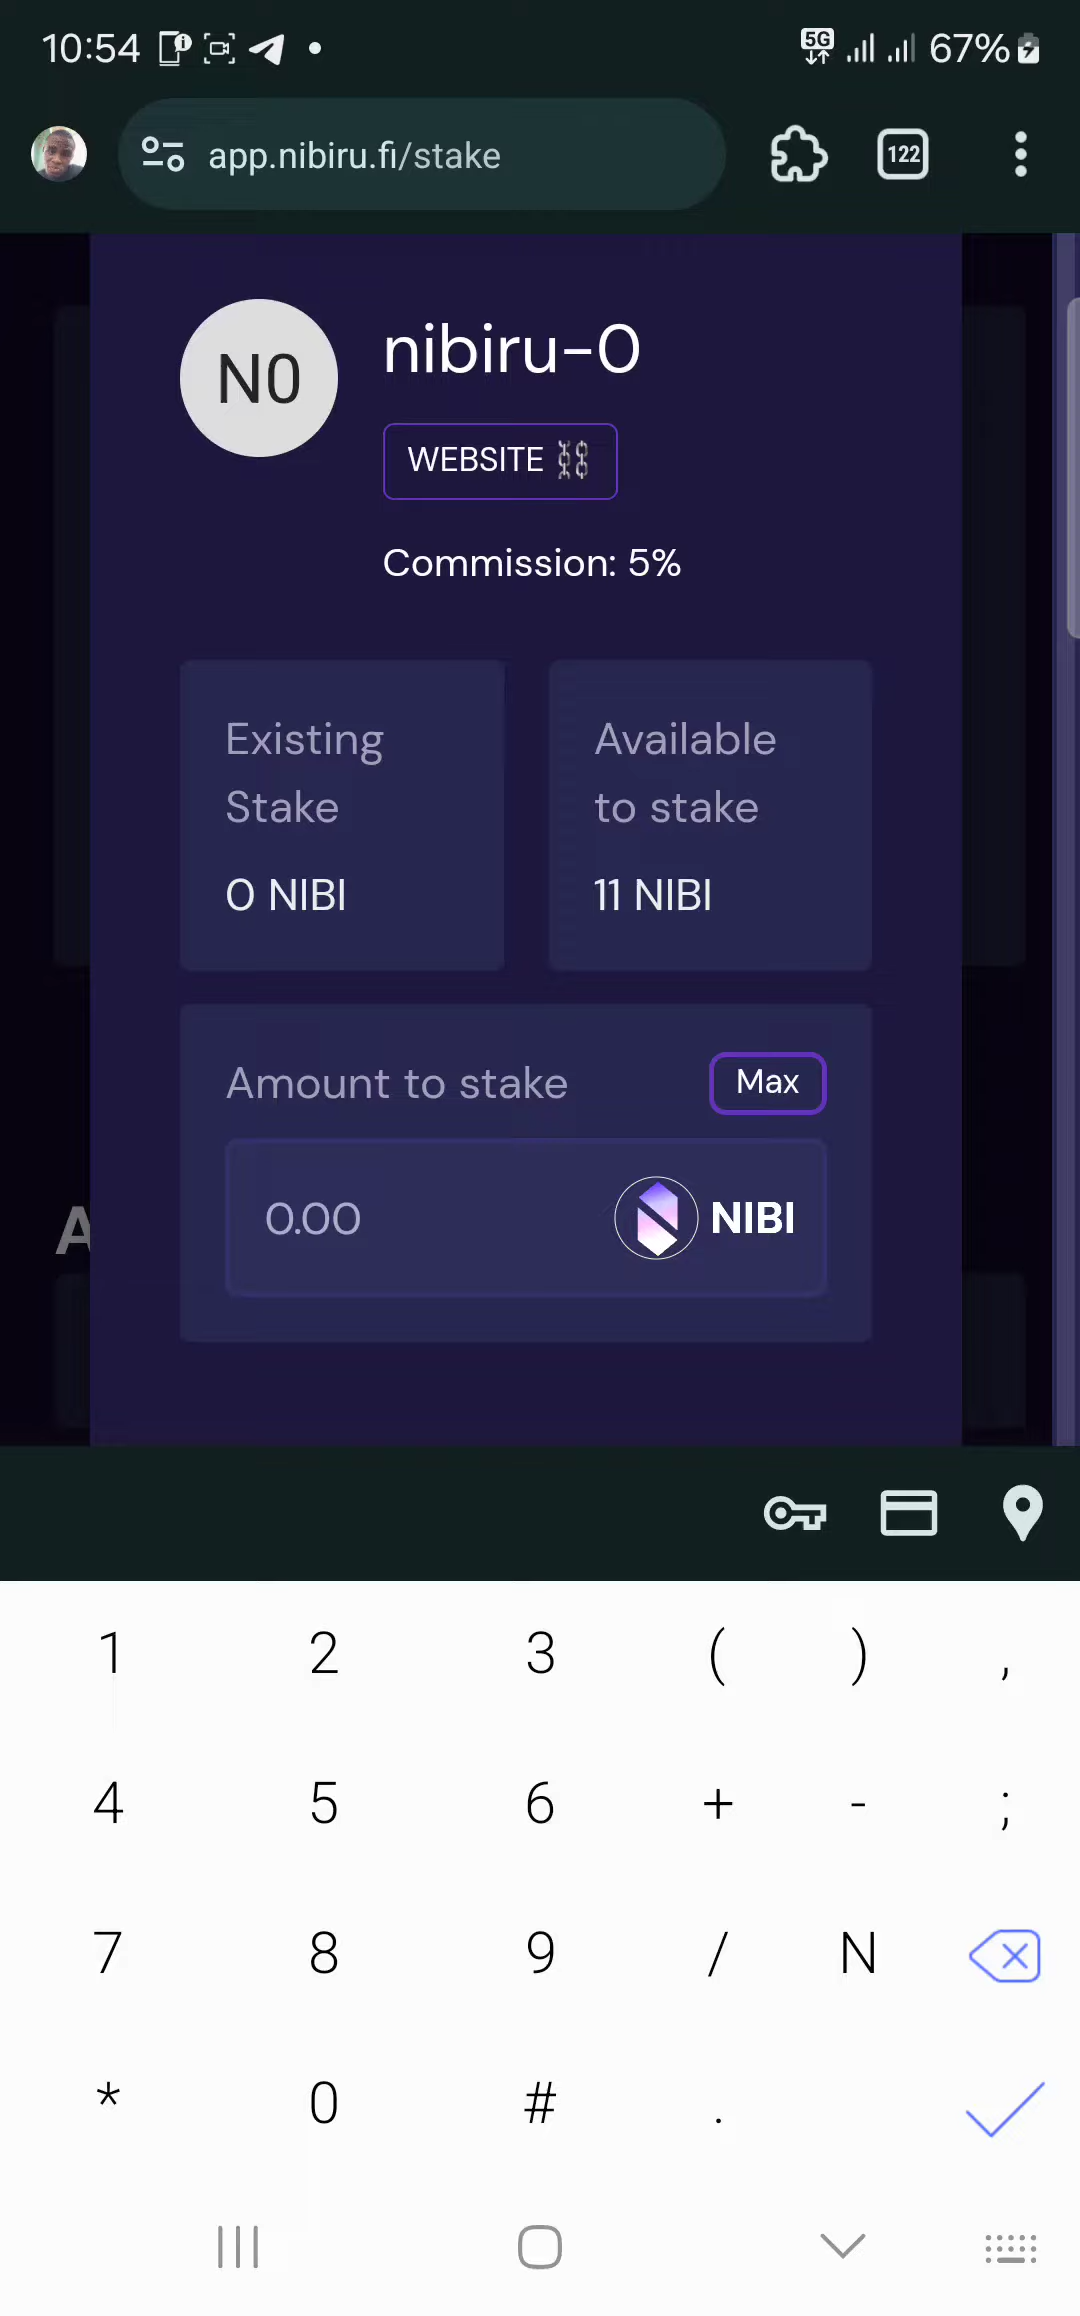 10:54 5G 67%
app.nibiru.fi/stake 122
N0
nibiru-0
WEBSITE
Commission: 5%
Existing
Stake
0 NIBI
Available
to stake
11 NIBI
Amount to stake Max
0.00 NIBI
A
1 2 3 ( ) ,
4 5 6 + - ;
7 8 9 / N
* 0 # .